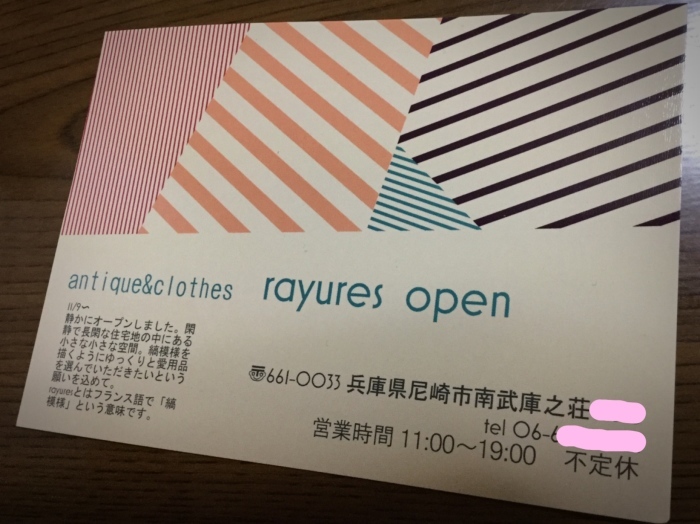 antique&clothes rayures open
11/9〜
静かにオープンしました。閑
静で長閑な住宅地の中にある
小さな小さな空間。縞模様を
描くようにゆっくりと愛用品
を選んでいただきたいという
願いを込めて。
rayuresとはフランス語で「縞
模様」という意味です。
〠661-0033 兵庫県尼崎市南武庫之荘
tel 06-6
営業時間 11:00〜19:00 不定休